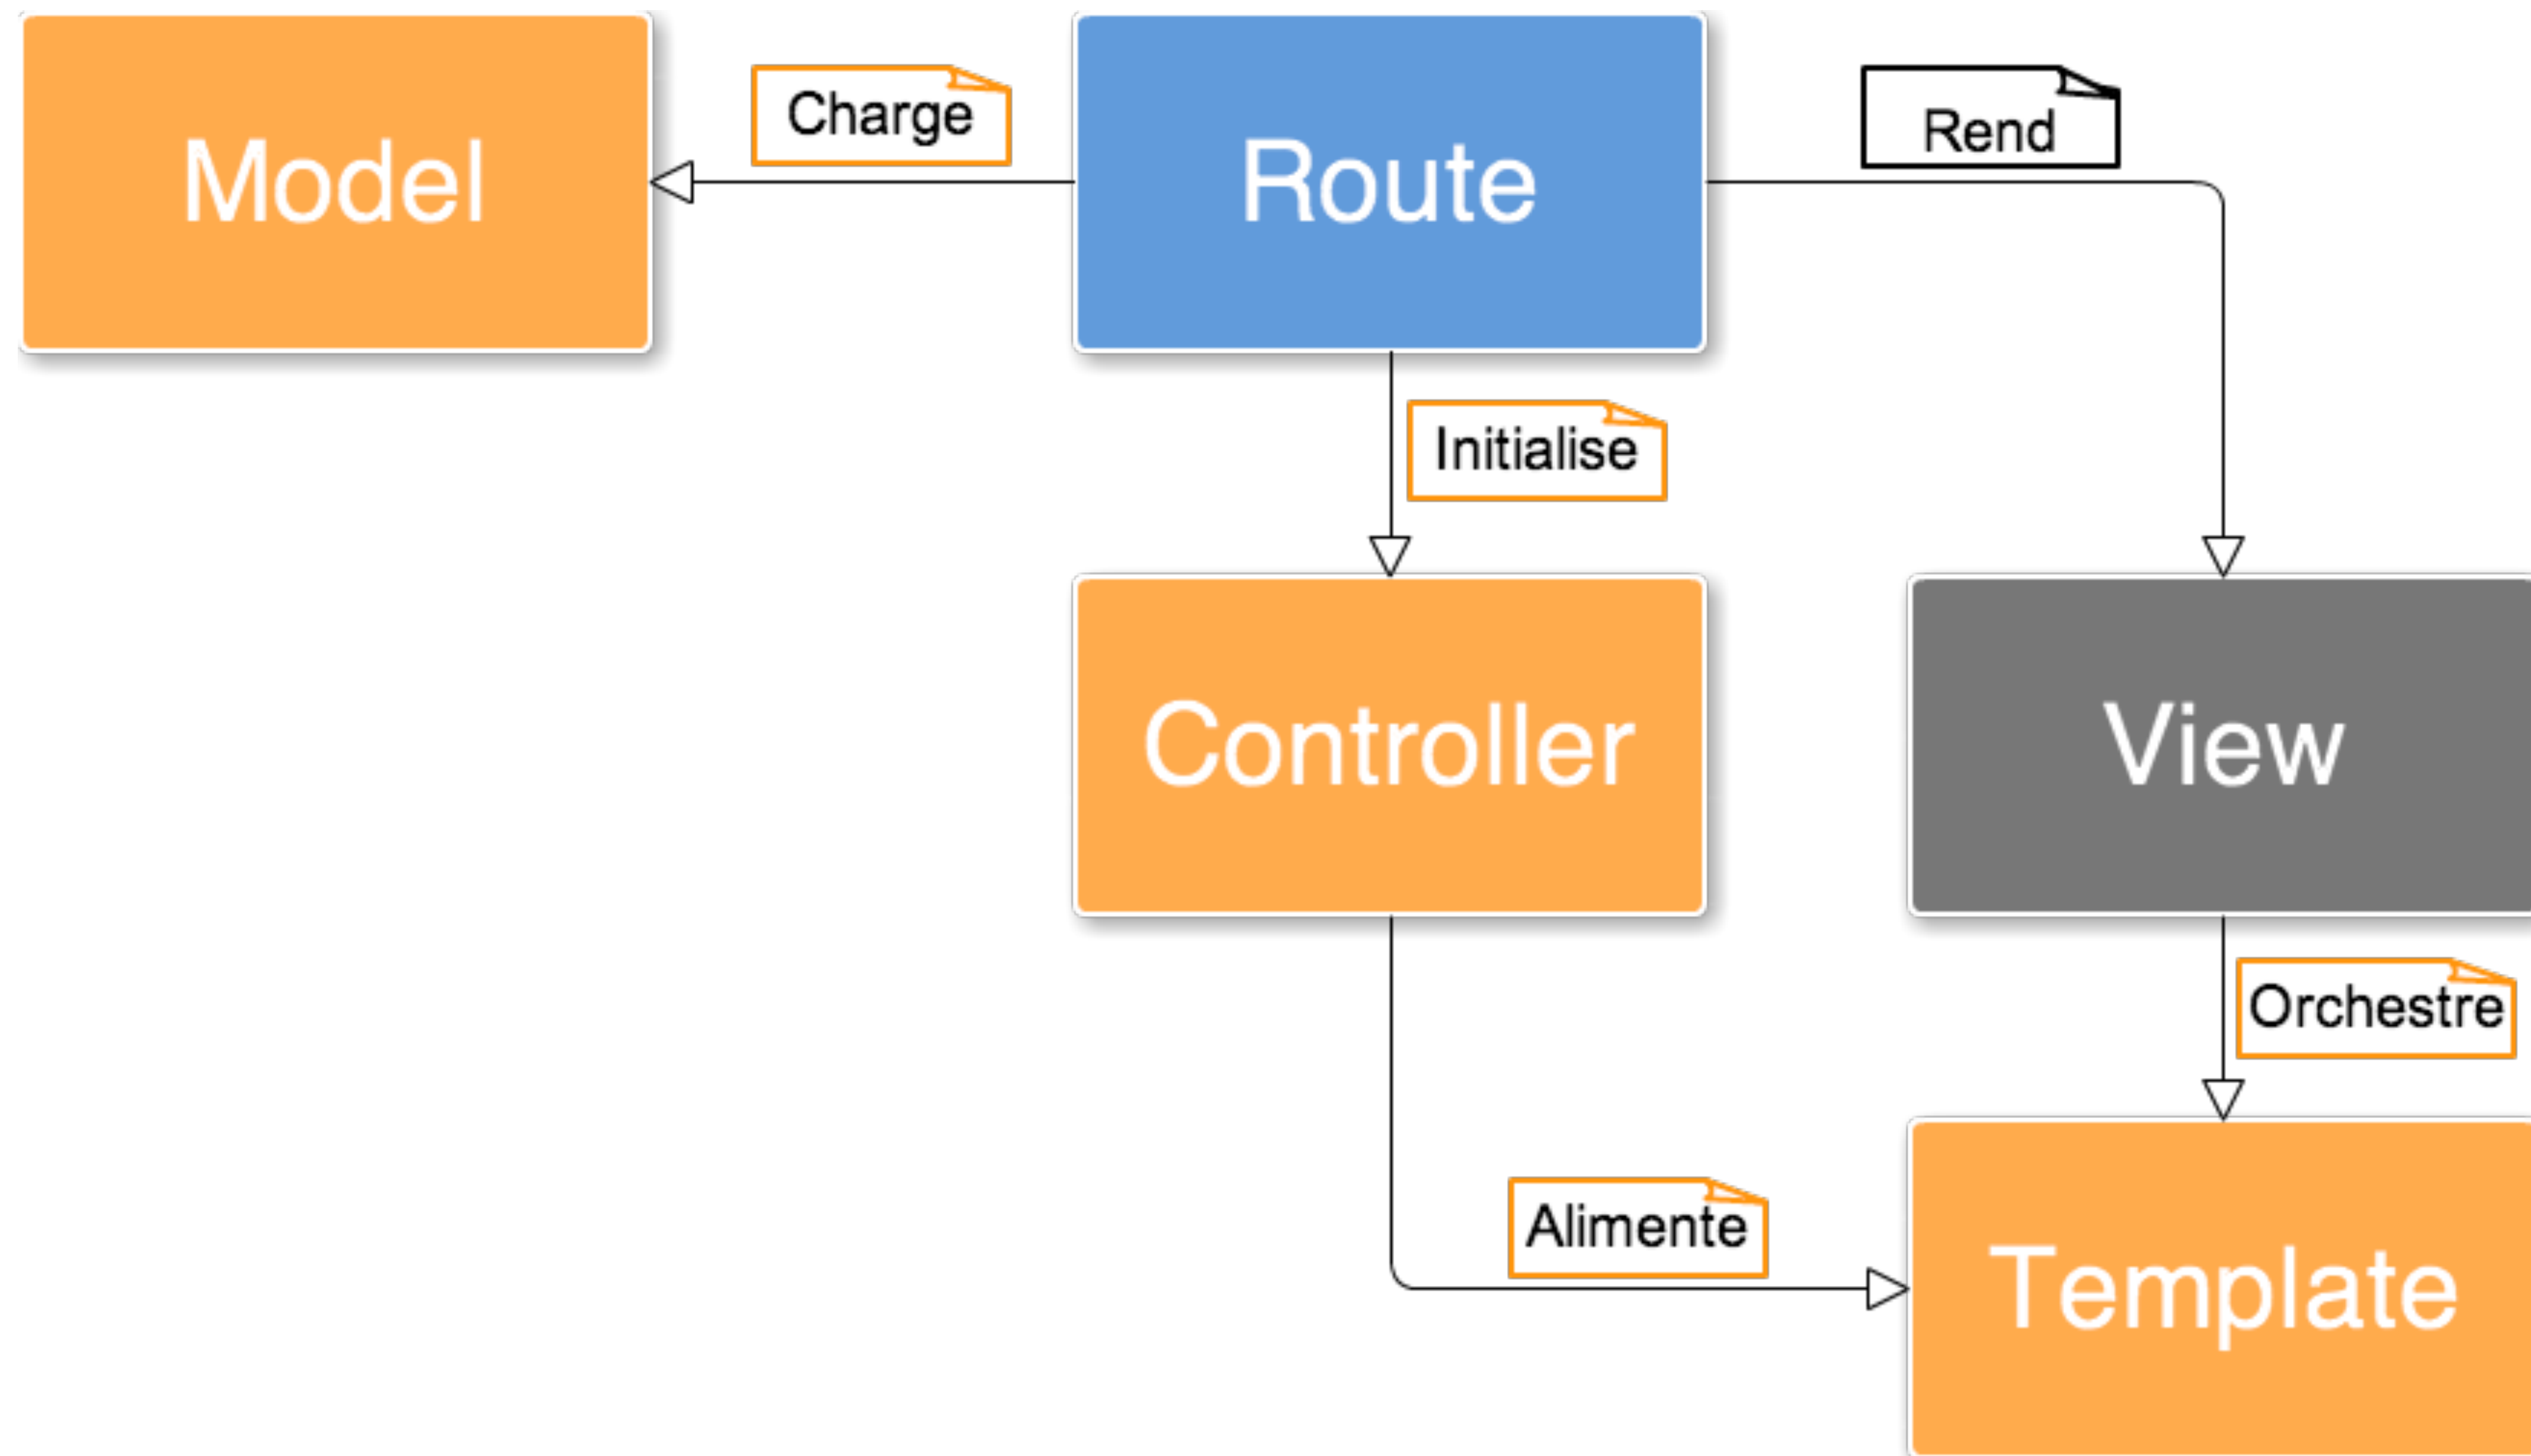 Model
Charge
Route
Rend
Initialise
Controller
View
Orchestre
Alimente
Template